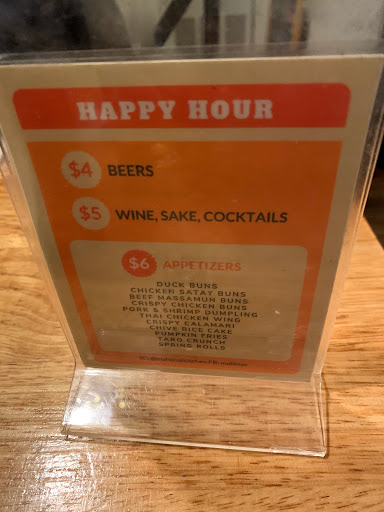 HAPPY HOUR
$4 BEERS
$5 WINE, SAKE, COCKTAILS
$6 APPETIZERS
DUCK BUNS
CHICKEN SATAY BUNS
BEEF MASSAMUN BUNS
CRISPY CHICKEN BUNS
PORK & SHRIMP DUMPLING
THAI CHICKEN WING
CRISPY CALAMARI
CHIVE RICE CAKE
PUMPKIN FRIES
TARO CRUNCH
SPRING ROLLS